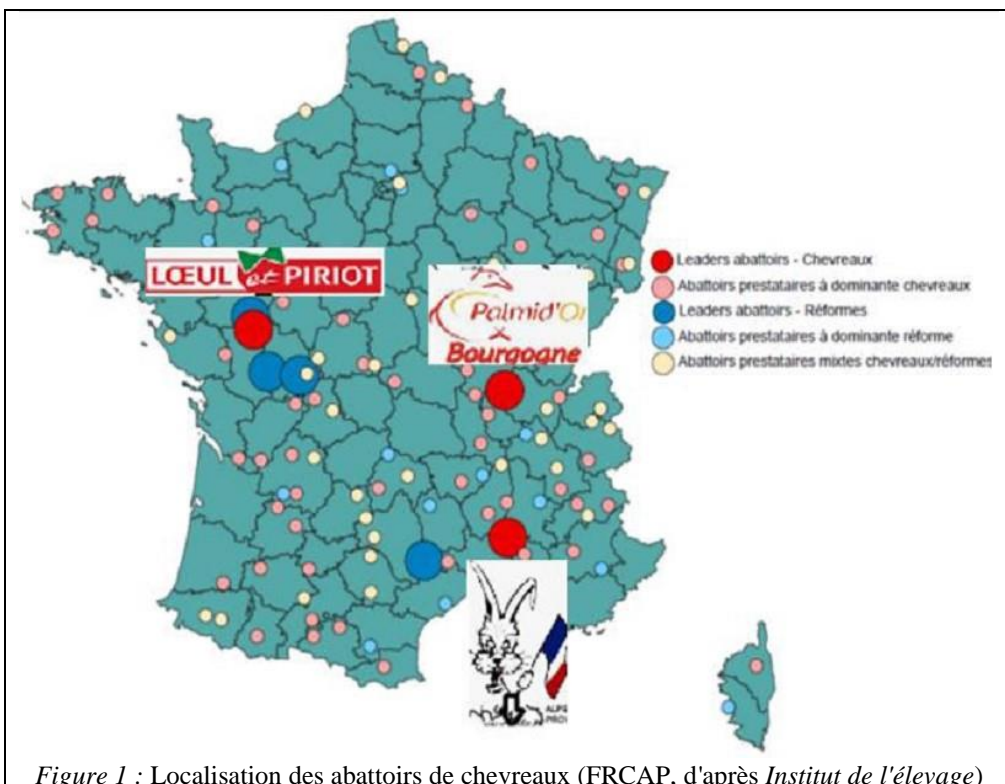 LŒUL et PIRIOT
Palmid'Or
x
Bourgogne
Leaders abattoirs - Chevreaux
Abattoirs prestataires à dominante chevreaux
Leaders abattoirs - Réformes
Abattoirs prestataires à dominante réforme
Abattoirs prestataires mixtes chevreaux/réformes
Figure 1 : Localisation des abattoirs de chevreaux (FRCAP, d'après Institut de l'élevage)